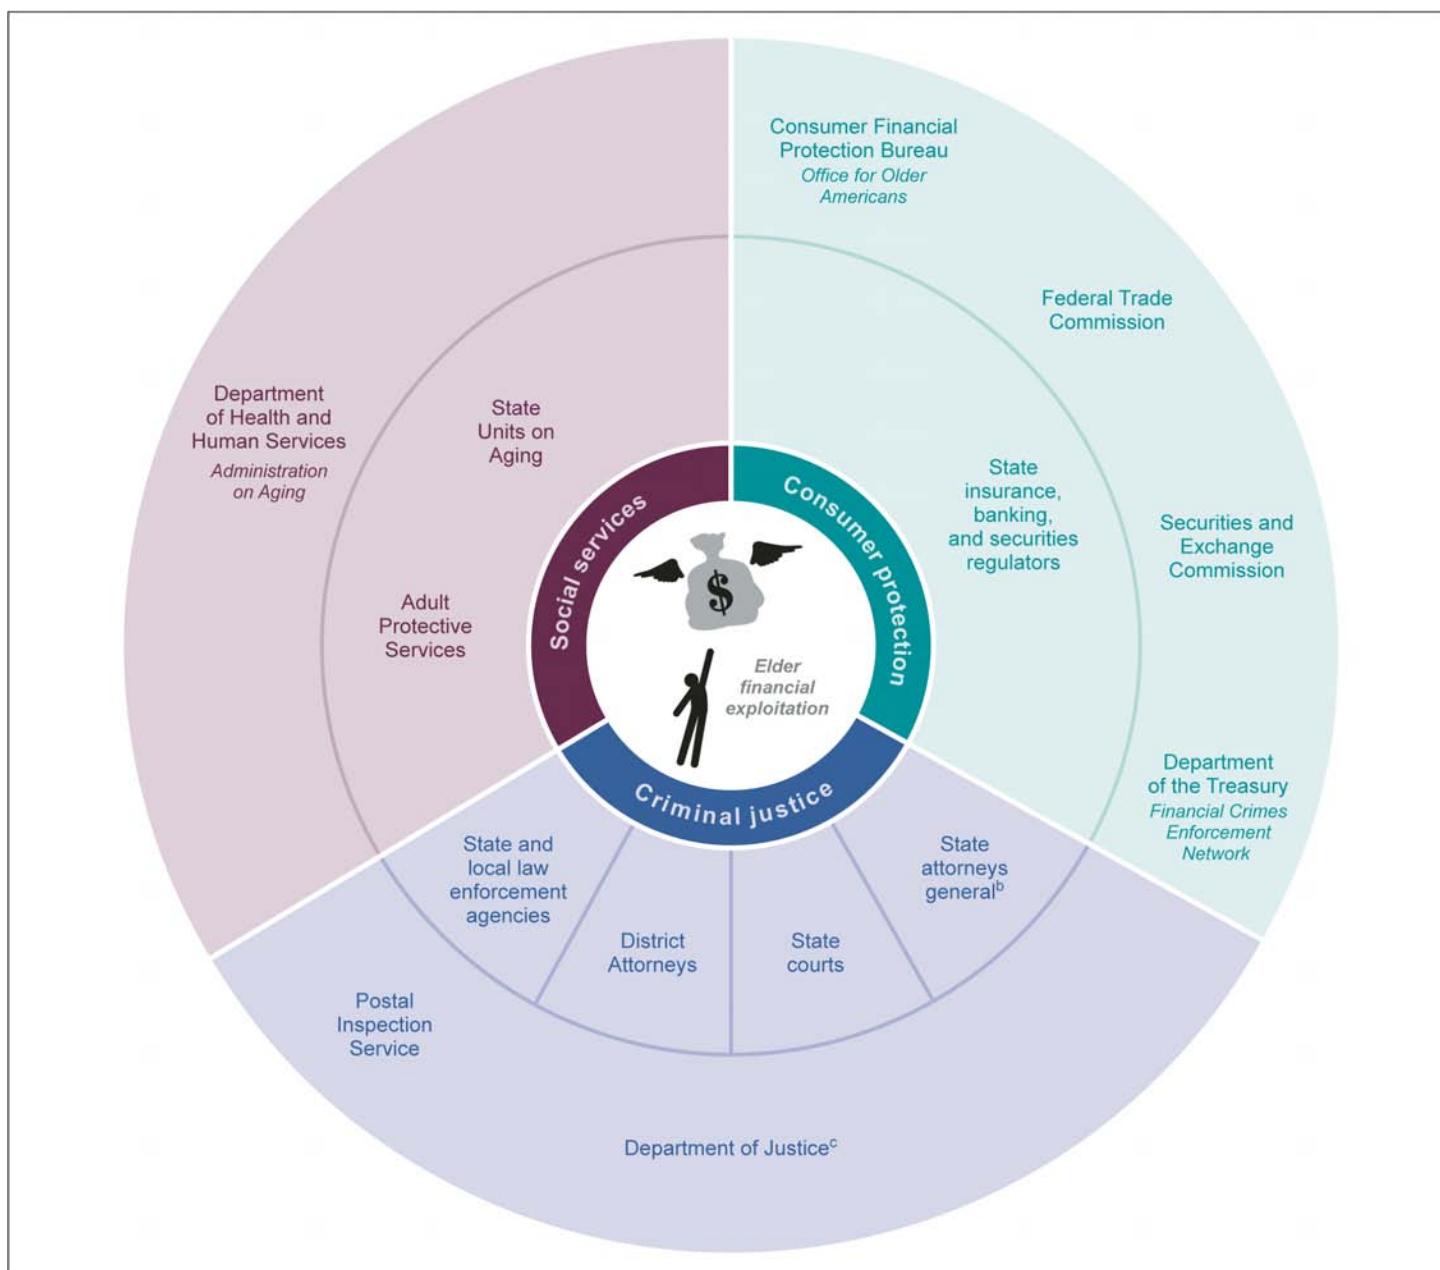 Consumer Financial
Protection Bureau
Office for Older
Americans
Federal Trade
Commission
Department
of Health and
Human Services
Administration
on Aging
State
Units on
Aging
State
insurance,
banking,
and securities
regulators
Securities and
Exchange
Commission
Adult
Protective
Services
Social services
Consumer protection
$
Elder
financial
exploitation
Criminal justice
Department
of the Treasury
Financial Crimes
Enforcement
Network
State and
local law
enforcement
agencies
District
Attorneys
State
courts
State
attorneys
generalᵇ
Postal
Inspection
Service
Department of Justiceᶜ